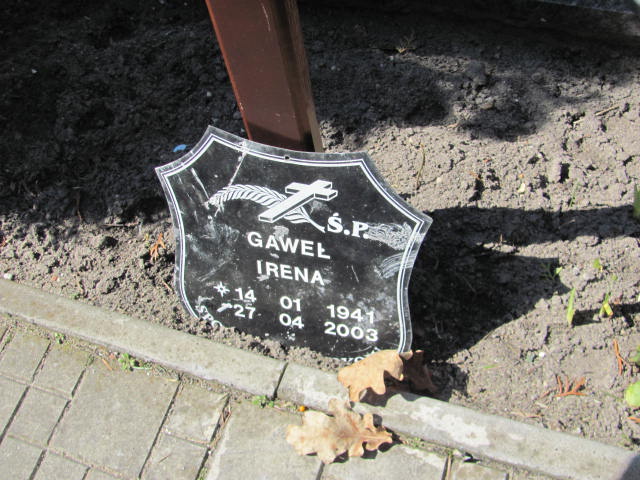 Ś.P.
GAWEŁ
IRENA
14 01 1941
27 04 2003